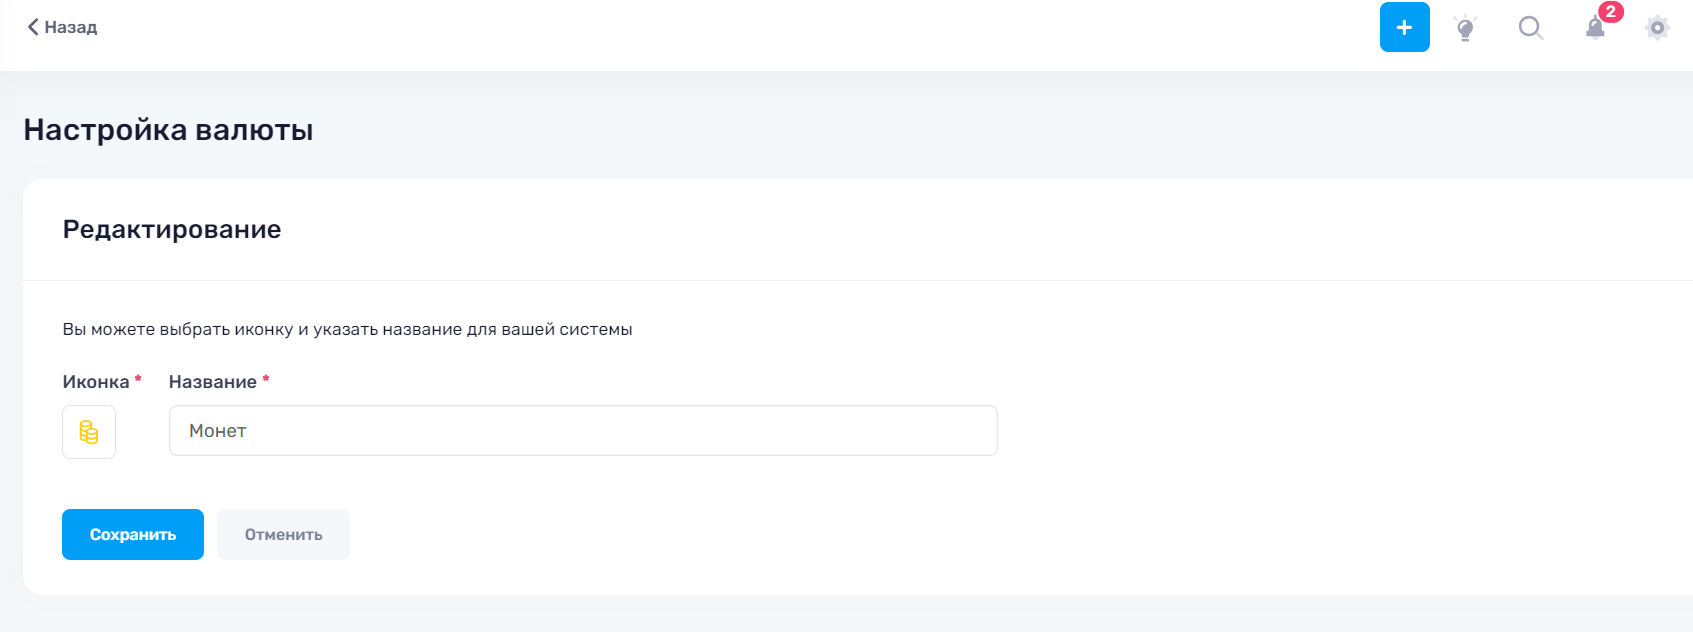 Назад
2
Настройка валюты
Редактирование
Вы можете выбрать иконку и указать название для вашей системы
Иконка * Название *
Монет
Сохранить Отменить